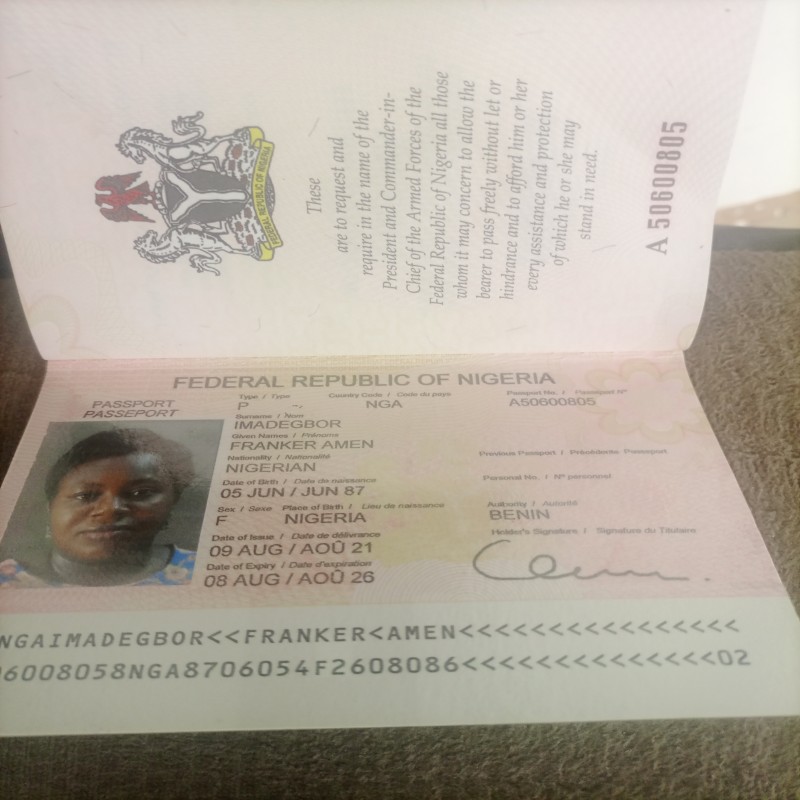 FEDERAL REPUBLIC OF NIGERIA
These
are to request and
require in the name of the
President and Commander-in-
Chief of the Armed Forces of the
Federal Republic of Nigeria all those
whom it may concern to allow the
bearer to pass freely without let or
hindrance and to afford him or her
every assistance and protection
of which he or she may
stand in need.
A 50600805
FEDERAL REPUBLIC OF NIGERIA
PASSPORT
PASSEPORT
Type / Type Country Code / Code du pays Passport No. / Passeport N°
P NGA A50600805
Surname / Nom
IMADEGBOR
Given Names / Prénoms
FRANKER AMEN
Nationality / Nationalité Previous Passport / Précédente Passeport
NIGERIAN
Personal No. / N° personnel
Date of Birth / Date de naissance
05 JUN / JUN 87
Sex / Sexe Place of Birth / Lieu de naissance Authority / Autorité
F NIGERIA BENIN
Date of Issue / Date de délivrance Holder's Signature / Signature du Titulaire
09 AUG / AOÛ 21
Date of Expiry / Date d'expiration
08 AUG / AOÛ 26
NGAIMADEGBOR<<FRANKER<AMEN<<<<<<<<<<<<<<<<<
6008058NGA8706054F2608086<<<<<<<<<<<<<<02